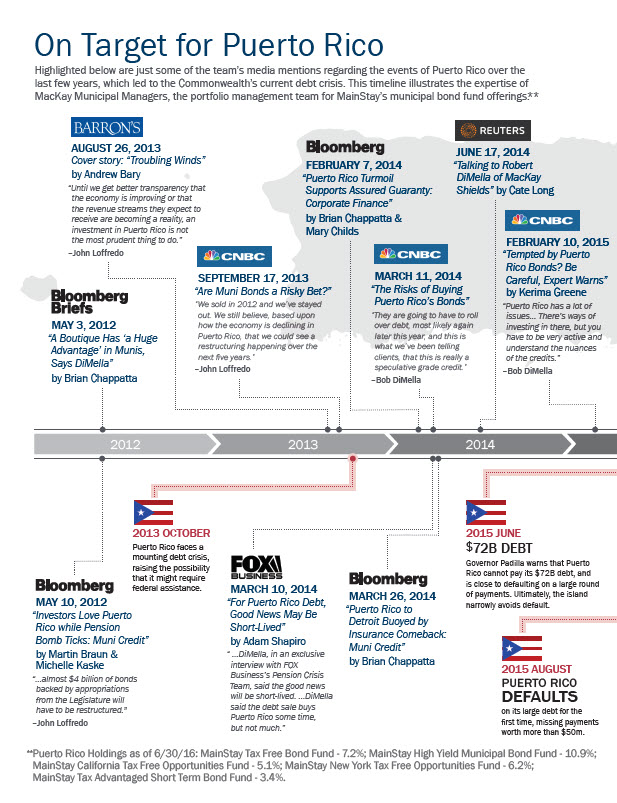 On Target for Puerto Rico
Highlighted below are just some of the team's media mentions regarding the events of Puerto Rico over the
last few years, which led to the Commonwealth's current debt crisis. This timeline illustrates the expertise of
MacKay Municipal Managers, the portfolio management team for MainStay's municipal bond fund offerings.**
BARRON'S
AUGUST 26, 2013
Cover story: "Troubling Winds"
by Andrew Bary
"Until we get better transparency that
the economy is improving or that
the revenue streams they expect to
receive are becoming a reality, an
investment in Puerto Rico is not
the most prudent thing to do."
–John Loffredo
Bloomberg
FEBRUARY 7, 2014
"Puerto Rico Turmoil
Supports Assured Guaranty:
Corporate Finance"
by Brian Chappatta &
Mary Childs
REUTERS
JUNE 17, 2014
"Talking to Robert
DiMella of MacKay
Shields" by Cate Long
CNBC
FEBRUARY 10, 2015
"Tempted by Puerto
Rico Bonds? Be
Careful, Expert Warns"
by Kerima Greene
"Puerto Rico has a lot of
issues... There's ways of
investing in there, but you
have to be very active and
understand the nuances
of the credits."
–Bob DiMella
CNBC
SEPTEMBER 17, 2013
"Are Muni Bonds a Risky Bet?"
"We sold in 2012 and we've stayed
out. We still believe, based upon
how the economy is declining in
Puerto Rico, that we could see a
restructuring happening over the
next five years."
–John Loffredo
CNBC
MARCH 11, 2014
"The Risks of Buying
Puerto Rico's Bonds"
"They are going to have to roll
over debt, most likely again
later this year, and this is
what we've been telling
clients, that this is really a
speculative grade credit."
–Bob DiMella
Bloomberg
Briefs
MAY 3, 2012
"A Boutique Has 'a Huge
Advantage' in Munis,
Says DiMella"
by Brian Chappatta
2012
2013
2014
2013 OCTOBER
Puerto Rico faces a
mounting debt crisis,
raising the possibility
that it might require
federal assistance.
2015 JUNE
$72B DEBT
Governor Padilla warns that Puerto
Rico cannot pay its $72B debt, and
is close to defaulting on a large round
of payments. Ultimately, the island
narrowly avoids default.
Bloomberg
MAY 10, 2012
"Investors Love Puerto
Rico while Pension
Bomb Ticks: Muni Credit"
by Martin Braun &
Michelle Kaske
"...almost $4 billion of bonds
backed by appropriations
from the Legislature will
have to be restructured."
–John Loffredo
FOX
BUSINESS
MARCH 10, 2014
"For Puerto Rico Debt,
Good News May Be
Short-Lived"
by Adam Shapiro
" ...DiMella, in an exclusive
interview with FOX
Business's Pension Crisis
Team, said the good news
will be short-lived. ...DiMella
said the debt sale buys
Puerto Rico some time,
but not much."
Bloomberg
MARCH 26, 2014
"Puerto Rico to
Detroit Buoyed by
Insurance Comeback:
Muni Credit"
by Brian Chappatta
2015 AUGUST
PUERTO RICO
DEFAULTS
on its large debt for the
first time, missing payments
worth more than $50m.
**Puerto Rico Holdings as of 6/30/16: MainStay Tax Free Bond Fund - 7.2%; MainStay High Yield Municipal Bond Fund - 10.9%;
MainStay California Tax Free Opportunities Fund - 5.1%; MainStay New York Tax Free Opportunities Fund - 6.2%;
MainStay Tax Advantaged Short Term Bond Fund - 3.4%.